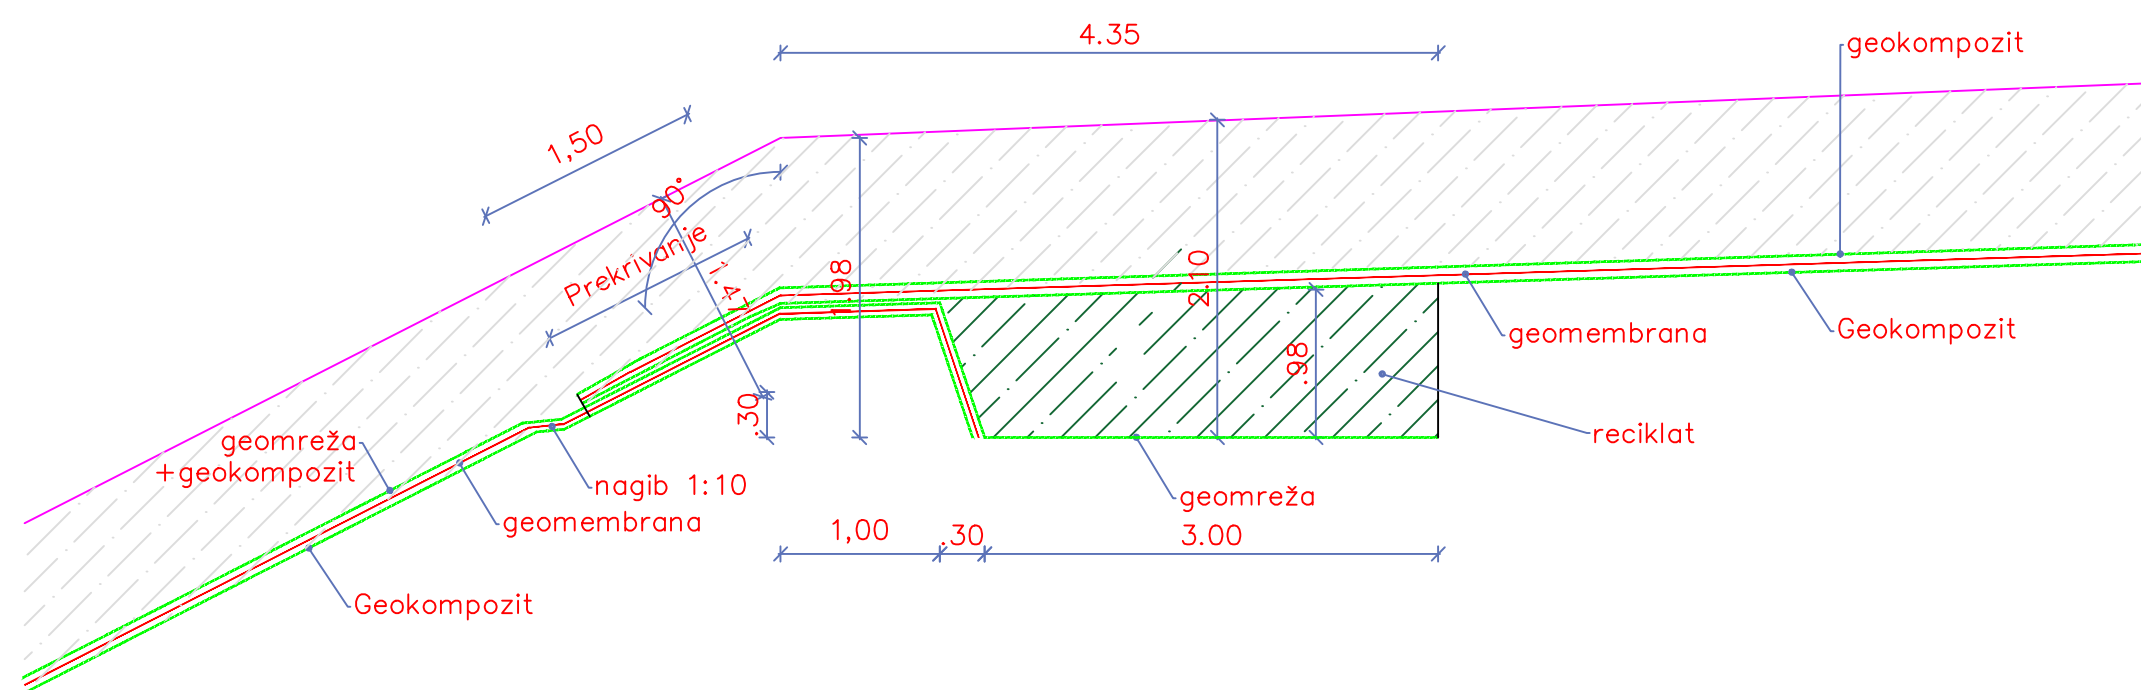 4.35
geokompozit
1,50
90°
Prekrivanje
1.47
1.98
2.10
geomembrana
Geokompozit
.98
.30
reciklat
geomreža
+geokompozit
nagib 1:10
geomembrana
geomreža
1,00
.30
3.00
Geokompozit